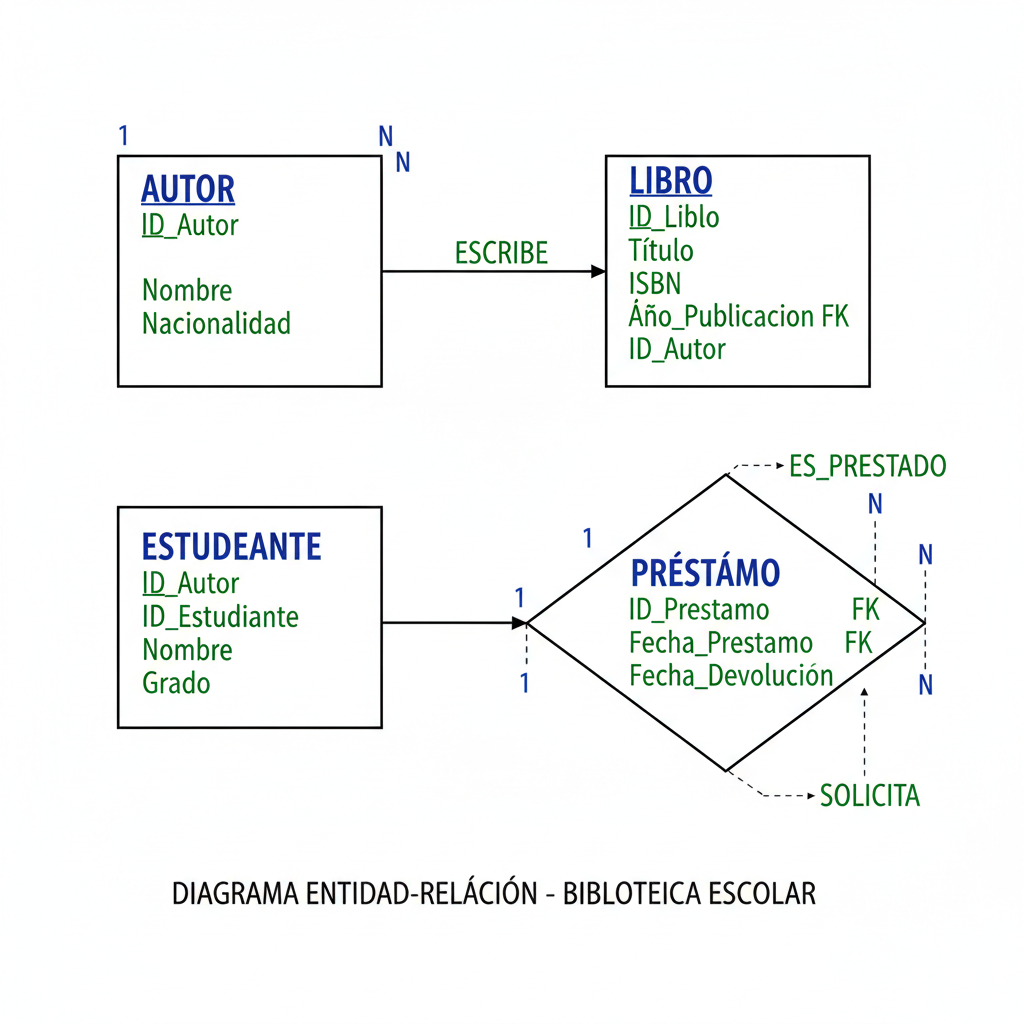 1
N
N
AUTOR
ID_Autor
Nombre
Nacionalidad
ESCRIBE
LIBRO
ID_Liblo
Título
ISBN
Áño_Publicacion FK
ID_Autor
ESTUDEANTE
ID_Autor
ID_Estudiante
Nombre
Grado
ES_PRESTADO
N
1
N
1
PRÉSTÁMO
ID_Prestamo FK
Fecha_Prestamo FK
Fecha_Devolución
1
N
SOLICITA
DIAGRAMA ENTIDAD-RELÁCIÓN - BIBLOTEICA ESCOLAR